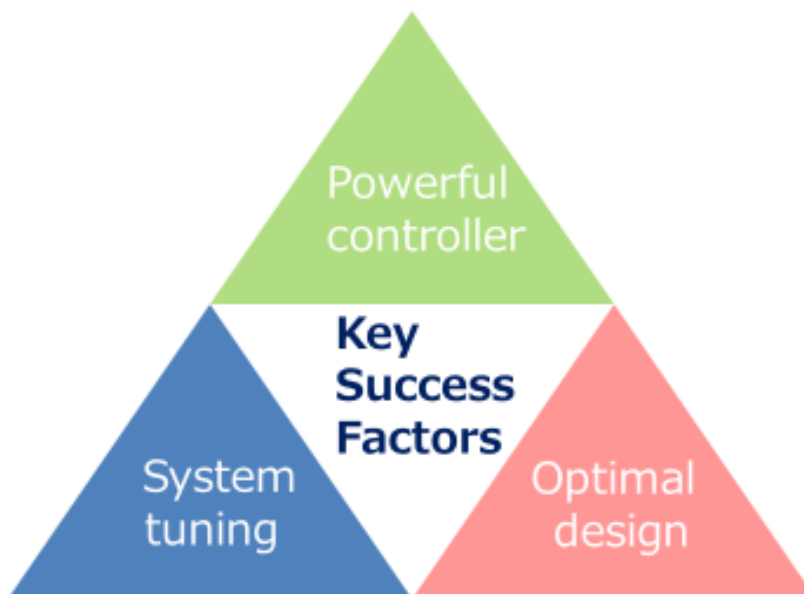 Powerful
controller
Key
Success
Factors
System
tuning
Optimal
design